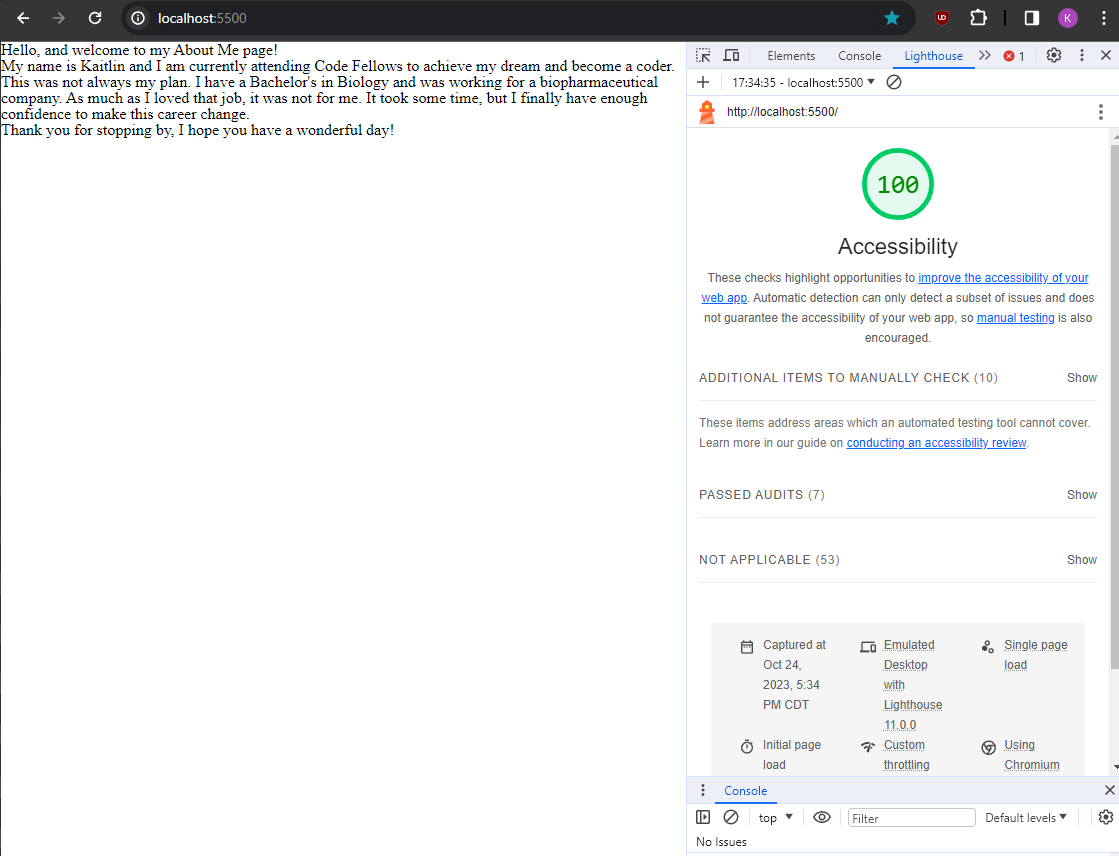 localhost:5500
K
Hello, and welcome to my About Me page!
My name is Kaitlin and I am currently attending Code Fellows to achieve my dream and become a coder.
This was not always my plan. I have a Bachelor's in Biology and was working for a biopharmaceutical
company. As much as I loved that job, it was not for me. It took some time, but I finally have enough
confidence to make this career change.
Thank you for stopping by, I hope you have a wonderful day!
Elements Console Lighthouse 1
17:34:35 - localhost:5500
http://localhost:5500/
100
Accessibility
These checks highlight opportunities to improve the accessibility of your
web app. Automatic detection can only detect a subset of issues and does
not guarantee the accessibility of your web app, so manual testing is also
encouraged.
ADDITIONAL ITEMS TO MANUALLY CHECK (10) Show
These items address areas which an automated testing tool cannot cover.
Learn more in our guide on conducting an accessibility review.
PASSED AUDITS (7) Show
NOT APPLICABLE (53) Show
Captured at
Oct 24,
2023, 5:34
PM CDT
Emulated
Desktop
with
Lighthouse
11.0.0
Single page
load
Initial page
load
Custom
throttling
Using
Chromium
Console
top Filter Default levels
No Issues